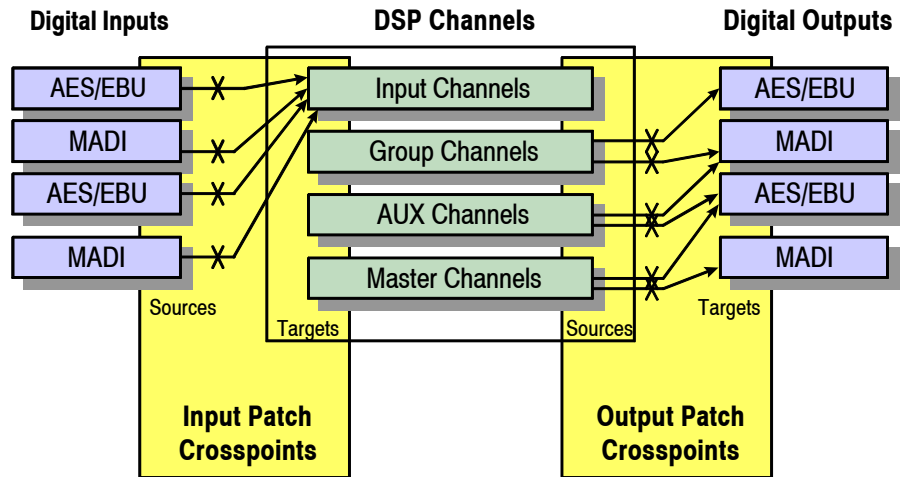 Digital Inputs
DSP Channels
Digital Outputs
AES/EBU
MADI
AES/EBU
MADI
Input Channels
Group Channels
AUX Channels
Master Channels
AES/EBU
MADI
AES/EBU
MADI
Sources
Targets
Sources
Targets
Input Patch
Crosspoints
Output Patch
Crosspoints